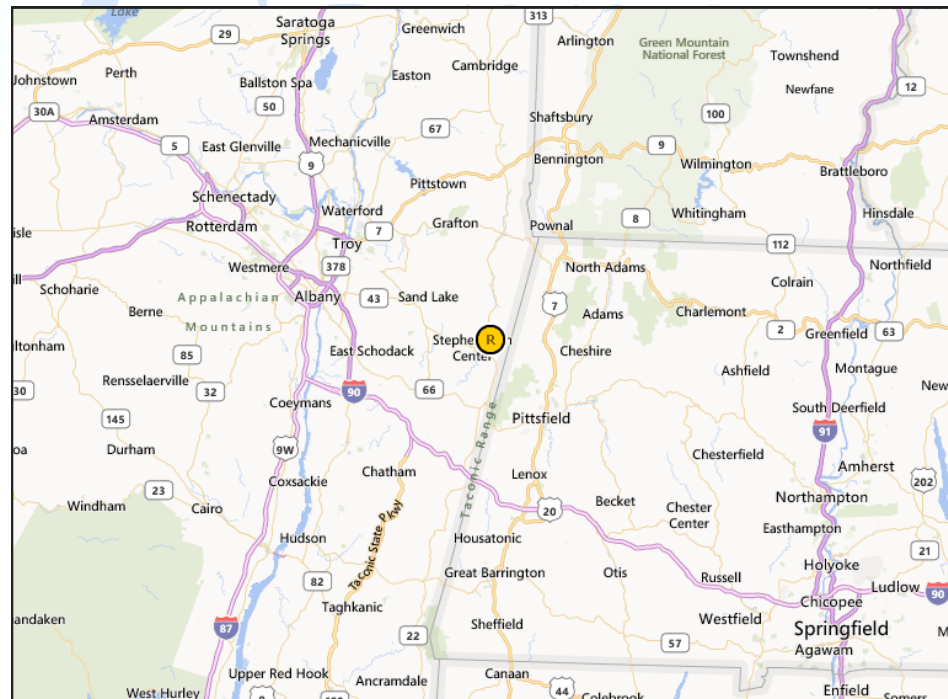 Lake
Saratoga
Springs
Greenwich
313
Arlington
Green Mountain
National Forest
Townshend
29
Johnstown
Perth
Ballston Spa
Easton
Cambridge
Newfane
12
30A
Amsterdam
50
67
Shaftsbury
100
5
East Glenville
Mechanicville
9
Bennington
9
Wilmington
Brattleboro
Schenectady
Pittstown
Waterford
Grafton
Pownal
8
Whitingham
Hinsdale
Rotterdam
7
Troy
112
Westmere
378
North Adams
Northfield
Schoharie
Appalachian
Mountains
Albany
43
Sand Lake
7
Colrain
Berne
Adams
Charlemont
2
Greenfield
63
R
Center
East Schodack
Cheshire
85
Rensselaerville
32
90
66
Ashfield
Montague
30
Coeymans
145
Pittsfield
South Deerfield
91
Durham
9W
Taconic Range
Chesterfield
Amherst
Chatham
Lenox
202
23
Coxsackie
Becket
Chester
Center
Northampton
Windham
Cairo
20
Easthampton
Taconic State Pkwy
Hudson
Housatonic
21
Holyoke
82
Great Barrington
Otis
Russell
Ludlow
90
Chicopee
Taghkanic
Westfield
Springfield
87
22
Sheffield
57
Agawam
Upper Red Hook
Ancramdale
Canaan
44
Enfield
West Hurley
9
Colebrook
Somers